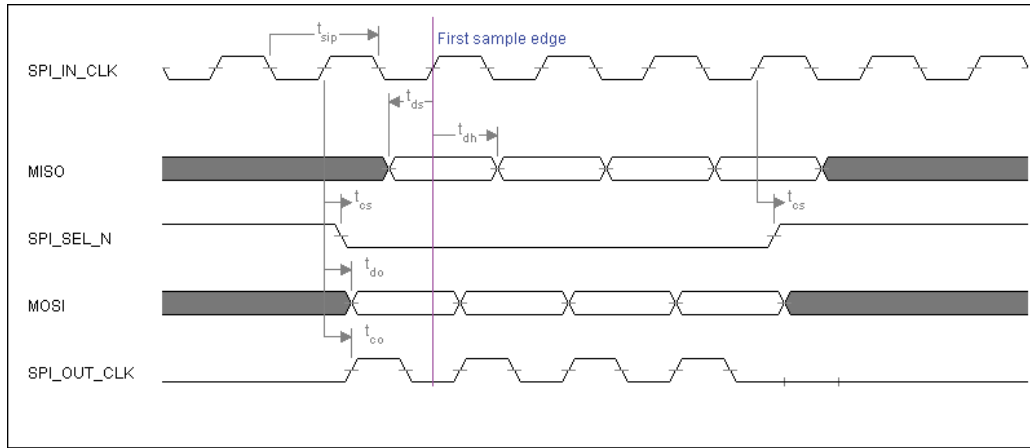 t_sip
First sample edge
SPI_IN_CLK
t_ds
t_dh
MISO
t_cs
t_cs
SPI_SEL_N
t_do
MOSI
t_co
SPI_OUT_CLK